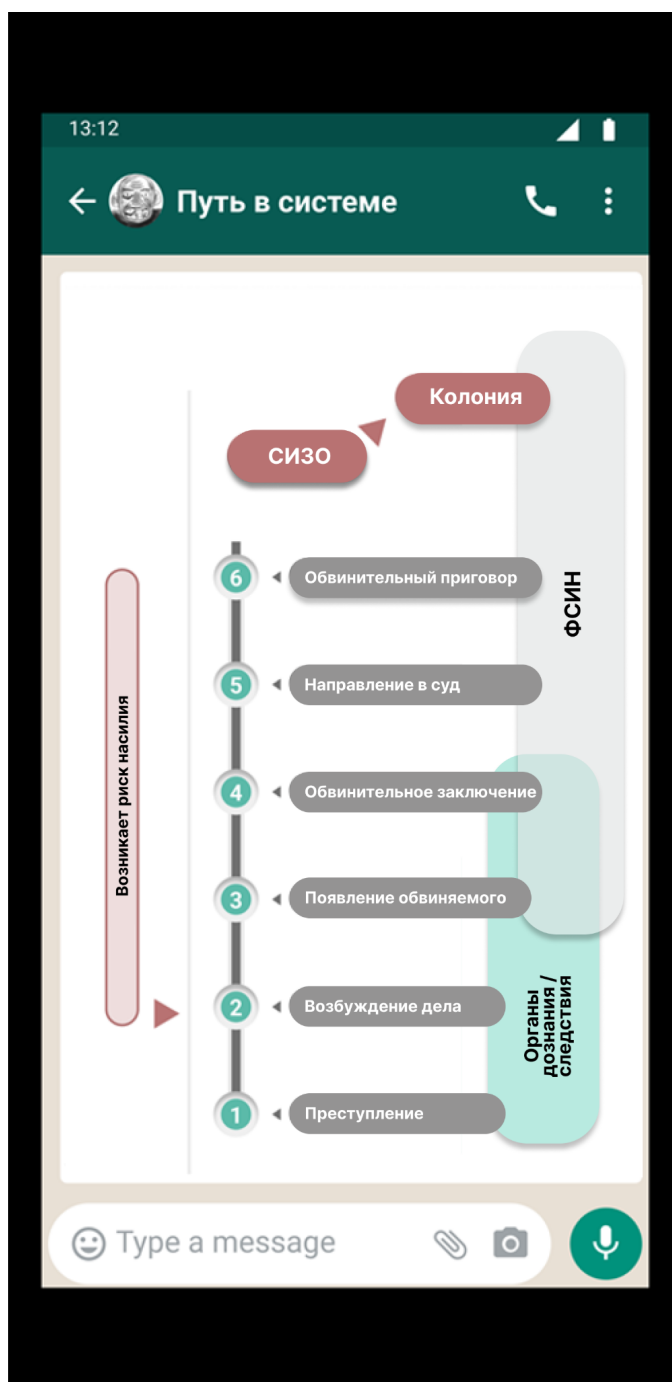 13:12
Путь в системе
Колония
СИЗО
6
Обвинительный приговор
ФСИН
5
Направление в суд
Возникает риск насилия
4
Обвинительное заключение
3
Появление обвиняемого
2
Возбуждение дела
Органы
дознания /
следствия
1
Преступление
Type a message